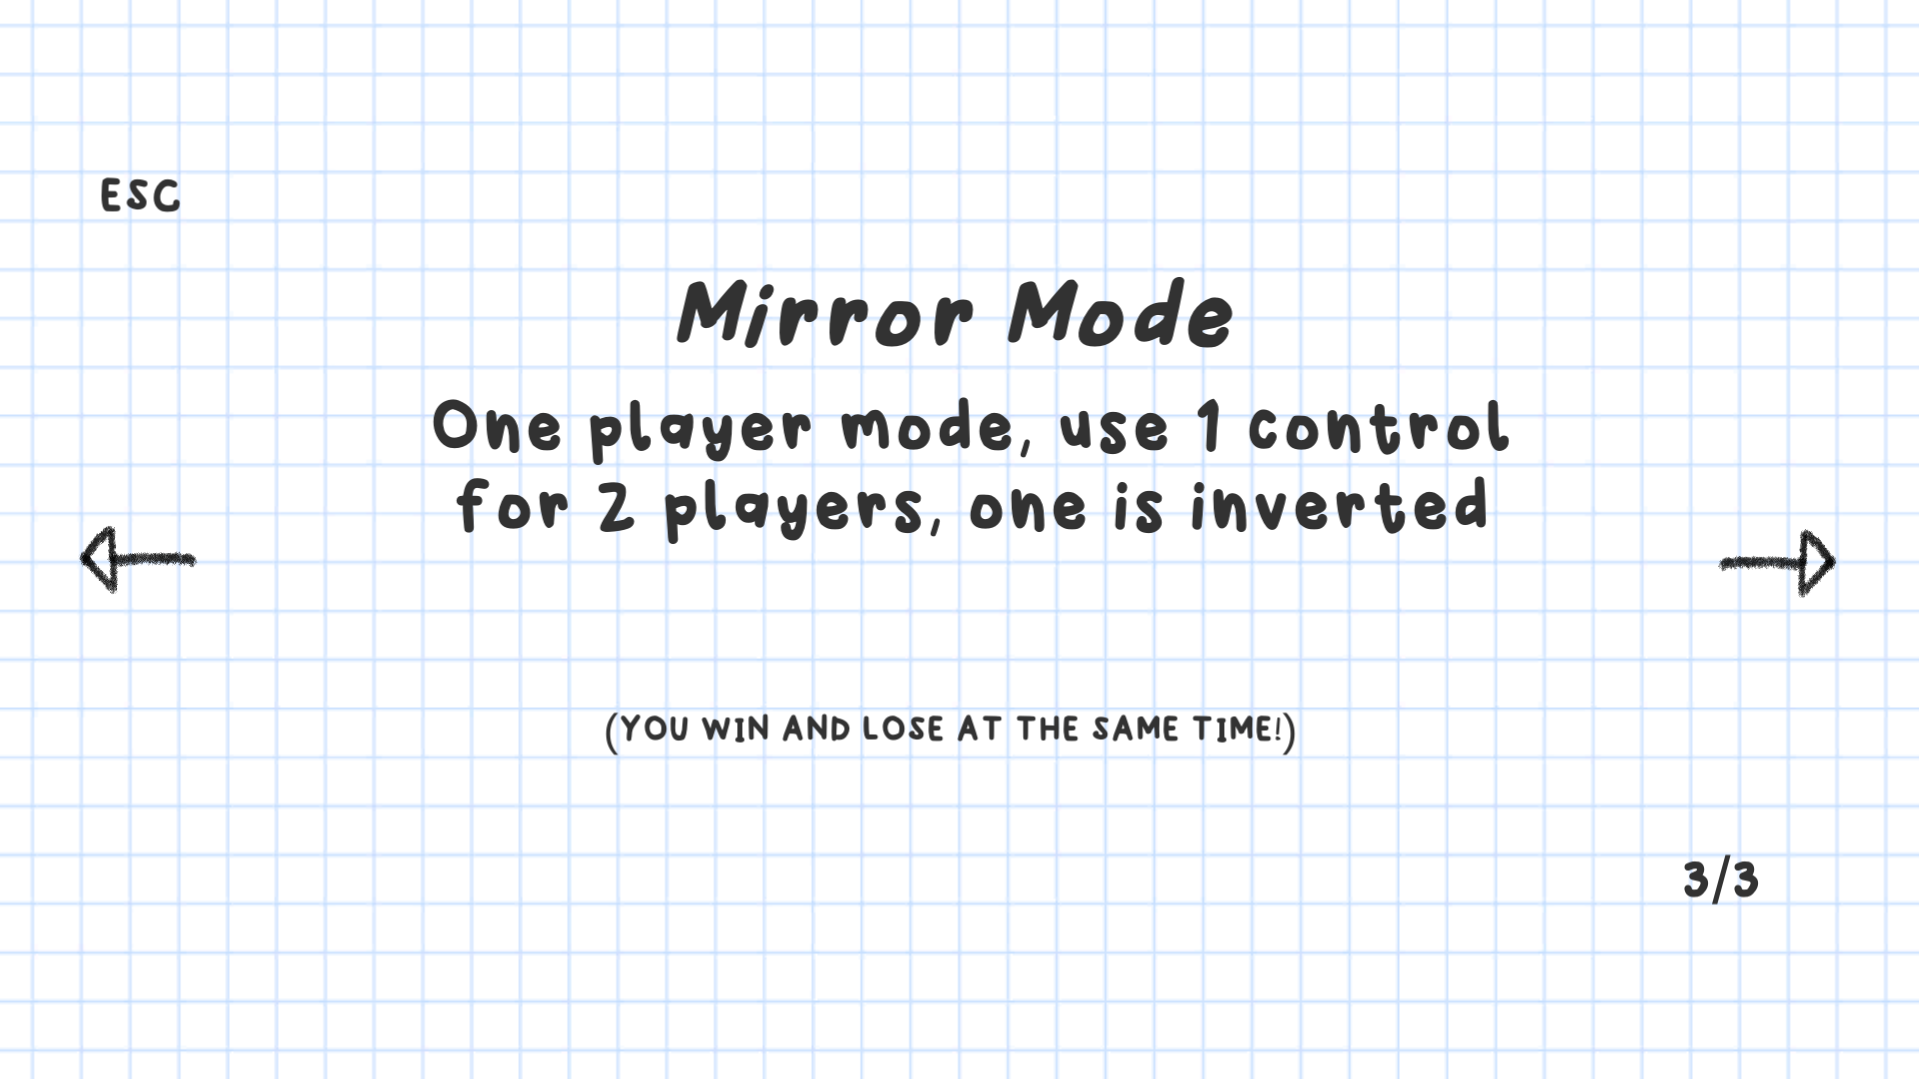 ESC
Mirror Mode
One player mode, use 1 control
for 2 players, one is inverted
(YOU WIN AND LOSE AT THE SAME TIME!)
3/3